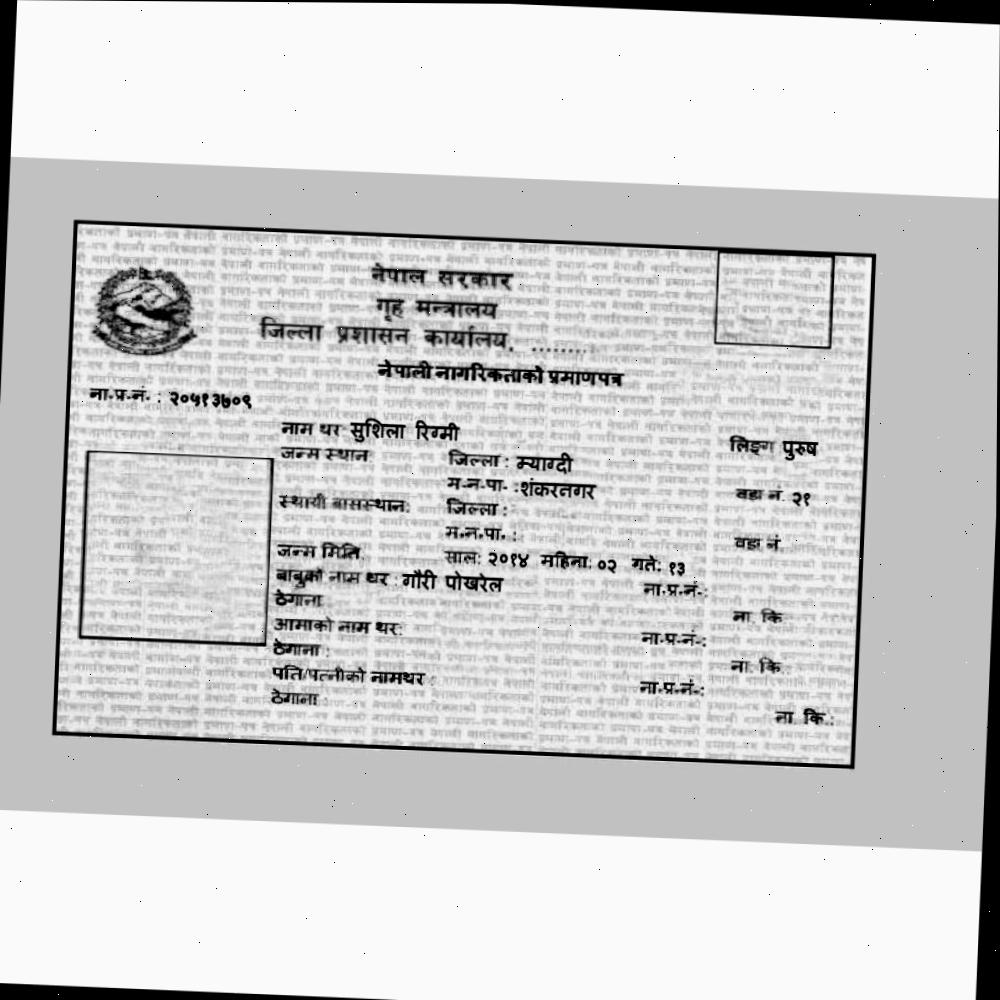 नेपाल सरकार
गृह मन्त्रालय
जिल्ला प्रशासन कार्यालय, .........
नेपाली नागरिकताको प्रमाणपत्र
ना.प्र.नं. : २०५१३७०९
नाम थर सुशिला रिग्मी लिङ्ग पुरुष
जन्म स्थान जिल्ला : म्याग्दी
म.न.पा. : शंकरनगर वडा नं. २१
स्थायी बासस्थान: जिल्ला :
म.न.पा. : वडा नं
जन्म मिति: साल: २०१४ महिना: ०२ गते: १३
बाबुको नाम थर : गौरी पोखरेल ना.प्र.नं.:
ठेगाना ना. कि
आमाको नाम थर: ना.प्र.नं.:
ठेगाना : ना. कि
पति/पत्नीको नामथर : ना.प्र.नं.:
ठेगाना : ना. कि.: